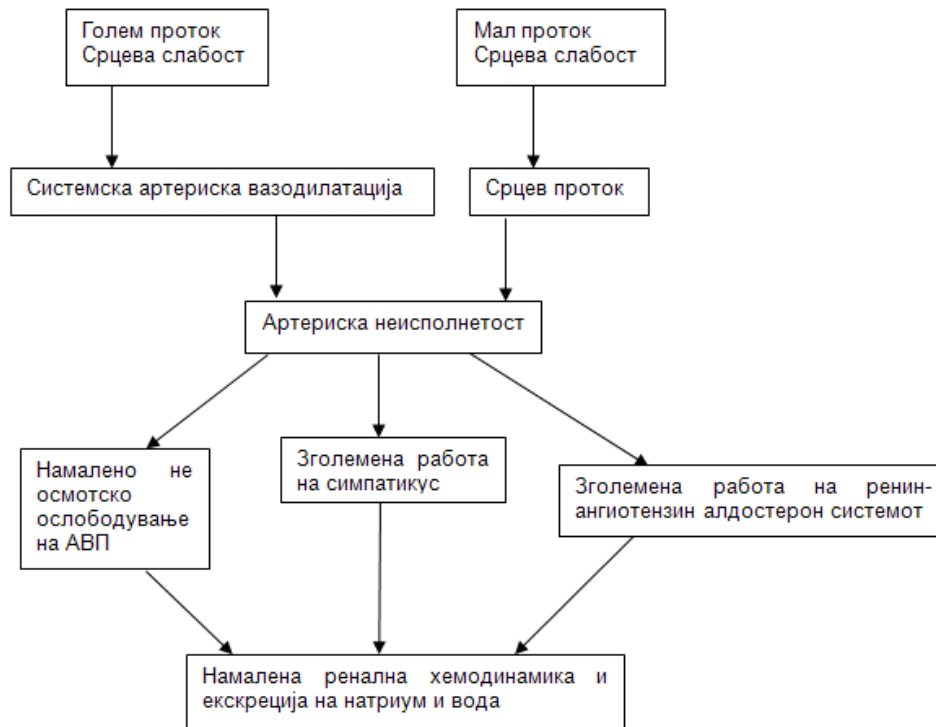 Голем проток
Срцева слабост
Мал проток
Срцева слабост
Системска артериска вазодилатација
Срцев проток
Артериска неисполнетост
Намалено не
осмотско
ослободување
на АВП
Зголемена работа
на симпатикус
Зголемена работа на ренин-
ангиотензин алдостерон системот
Намалена ренална хемодинамика и
екскреција на натриум и вода